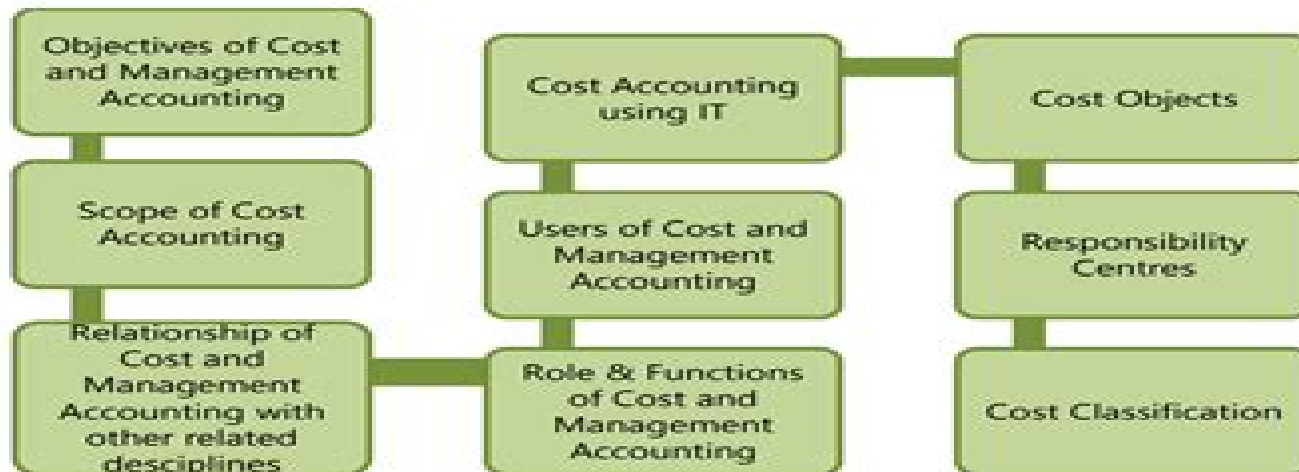 Objectives of Cost
and Management
Accounting
Scope of Cost
Accounting
Relationship of
Cost and
Management
Accounting with
other related
desciplines
Role & Functions
of Cost and
Management
Accounting
Users of Cost and
Management
Accounting
Cost Accounting
using IT
Cost Objects
Responsibility
Centres
Cost Classification